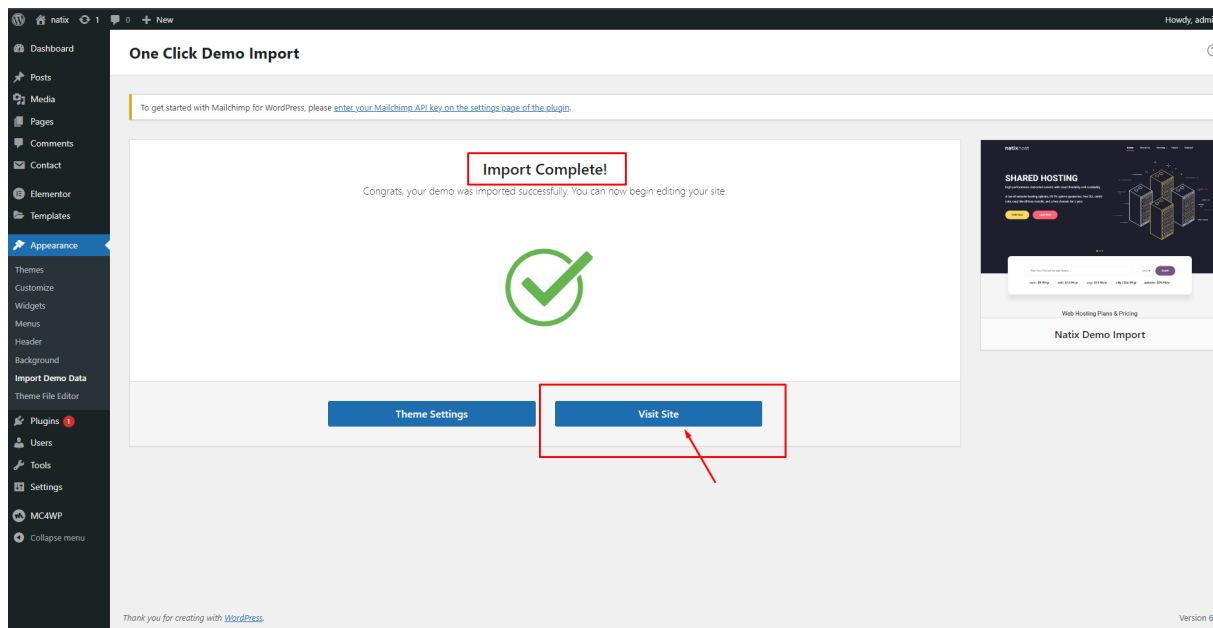 natix 1 0 + New
Howdy, admi
Dashboard
Posts
Media
Pages
Comments
Contact
Elementor
Templates
Appearance
Themes
Customize
Widgets
Menus
Header
Background
Import Demo Data
Theme File Editor
Plugins 1
Users
Tools
Settings
MC4WP
Collapse menu
One Click Demo Import
To get started with Mailchimp for WordPress, please enter your Mailchimp API key on the settings page of the plugin.
Import Complete!
Congrats, your demo was imported successfully. You can now begin editing your site.
Theme Settings
Visit Site
natixhost
SHARED HOSTING
Web Hosting Plans & Pricing
Natix Demo Import
Thank you for creating with WordPress.
Version 6